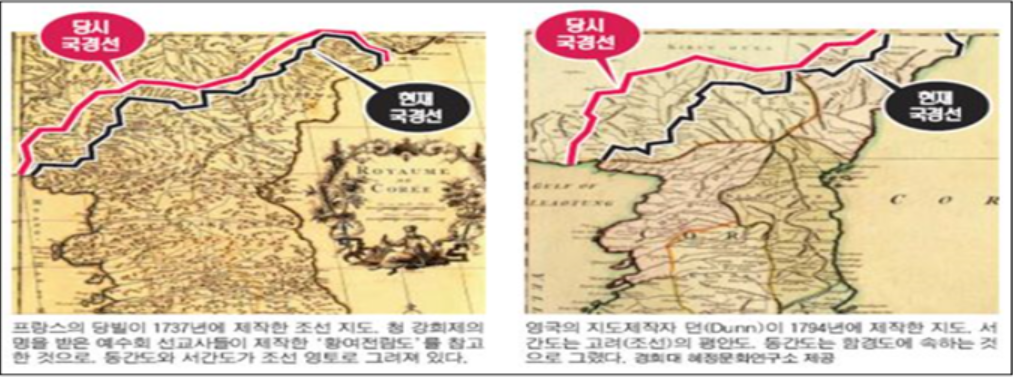 당시
국경선
현재
국경선
ROYAUME
DE
COREE
프랑스의 당빌이 1737년에 제작한 조선 지도. 청 강희제의
명을 받은 예수회 선교사들이 제작한 ‘황여전람도’를 참고
한 것으로, 동간도와 서간도가 조선 영토로 그려져 있다.
당시
국경선
현재
국경선
GULF OF
LEAOTUNG
C O R
C O R
영국의 지도제작자 던(Dunn)이 1794년에 제작한 지도. 서
간도는 고려(조선)의 평안도, 동간도는 함경도에 속하는 것
으로 그렸다. 경희대 혜정문화연구소 제공